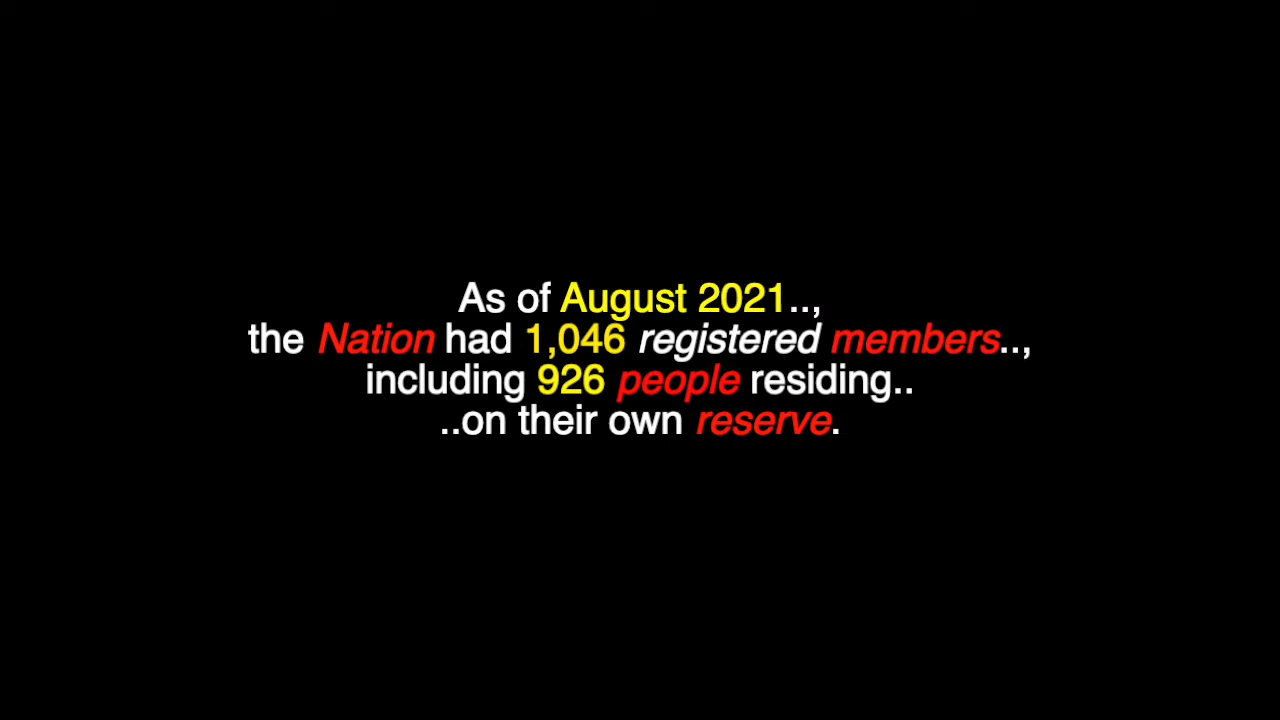 As of August 2021..,
the Nation had 1,046 registered members..,
including 926 people residing..
..on their own reserve.